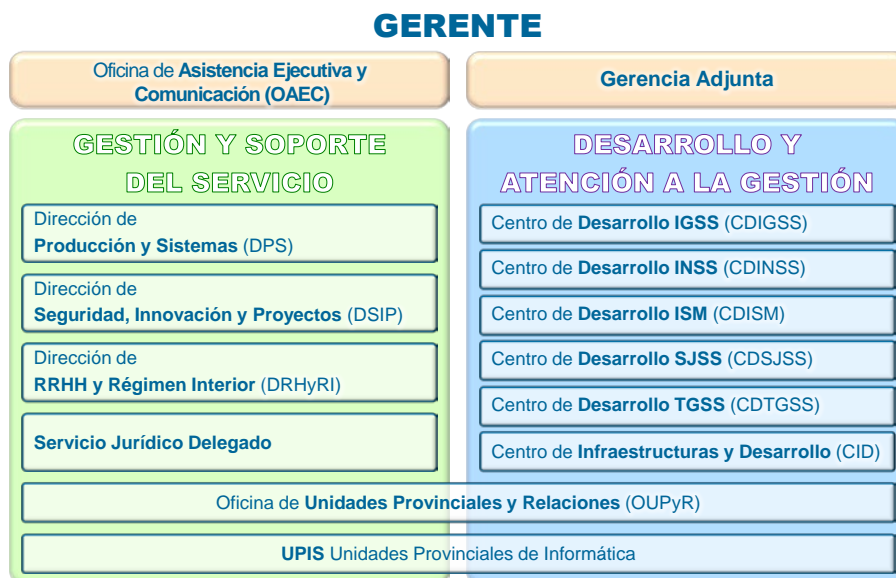 GERENTE
Oficina de Asistencia Ejecutiva y
Comunicación (OAEC)
Gerencia Adjunta
GESTIÓN Y SOPORTE
DEL SERVICIO
Dirección de
Producción y Sistemas (DPS)
Dirección de
Seguridad, Innovación y Proyectos (DSIP)
Dirección de
RRHH y Régimen Interior (DRHyRI)
Servicio Jurídico Delegado
DESARROLLO Y
ATENCIÓN A LA GESTIÓN
Centro de Desarrollo IGSS (CDIGSS)
Centro de Desarrollo INSS (CDINSS)
Centro de Desarrollo ISM (CDISM)
Centro de Desarrollo SJSS (CDSJSS)
Centro de Desarrollo TGSS (CDTGSS)
Centro de Infraestructuras y Desarrollo (CID)
Oficina de Unidades Provinciales y Relaciones (OUPyR)
UPIS Unidades Provinciales de Informática